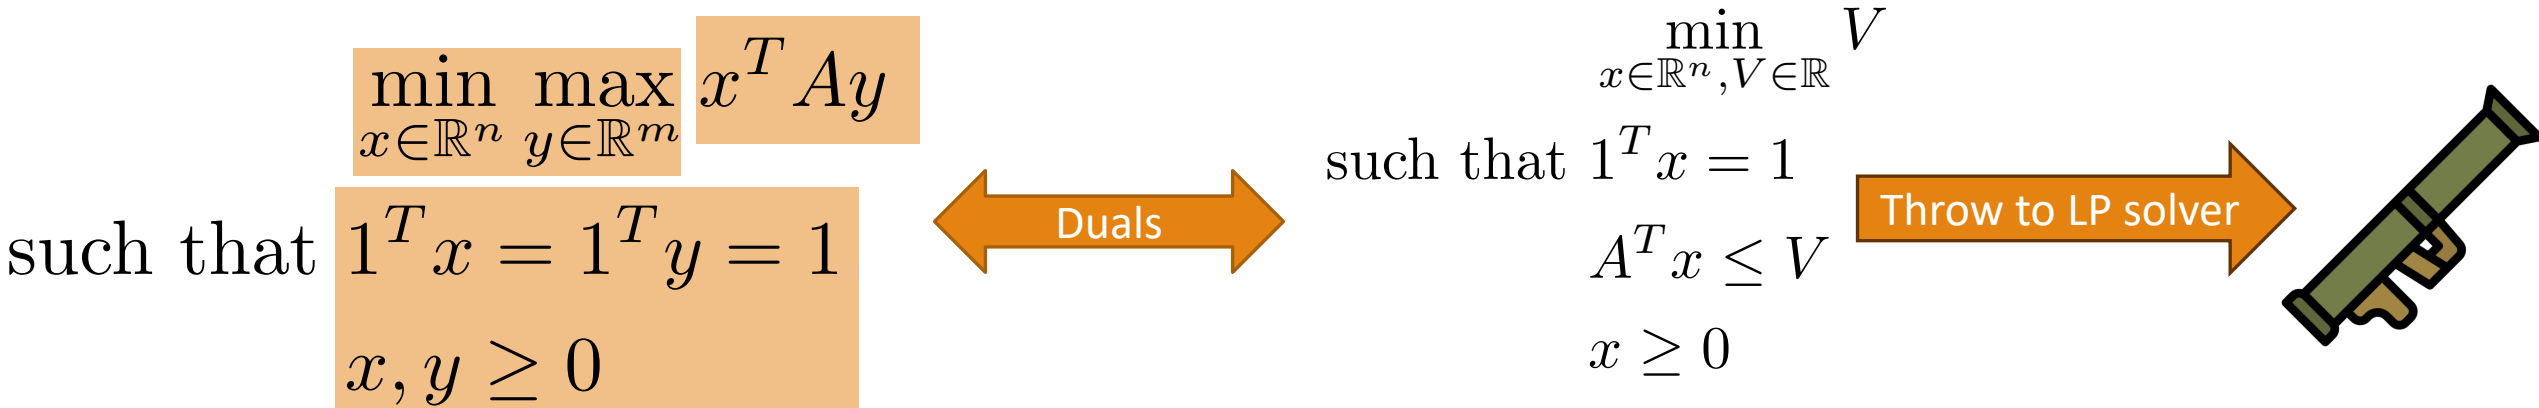 min max x^T Ay
x∈ℝ^n y∈ℝ^m
such that 1^T x = 1^T y = 1
x, y ≥ 0
Duals
min V
x∈ℝ^n, V∈ℝ
such that 1^T x = 1
A^T x ≤ V
x ≥ 0
Throw to LP solver